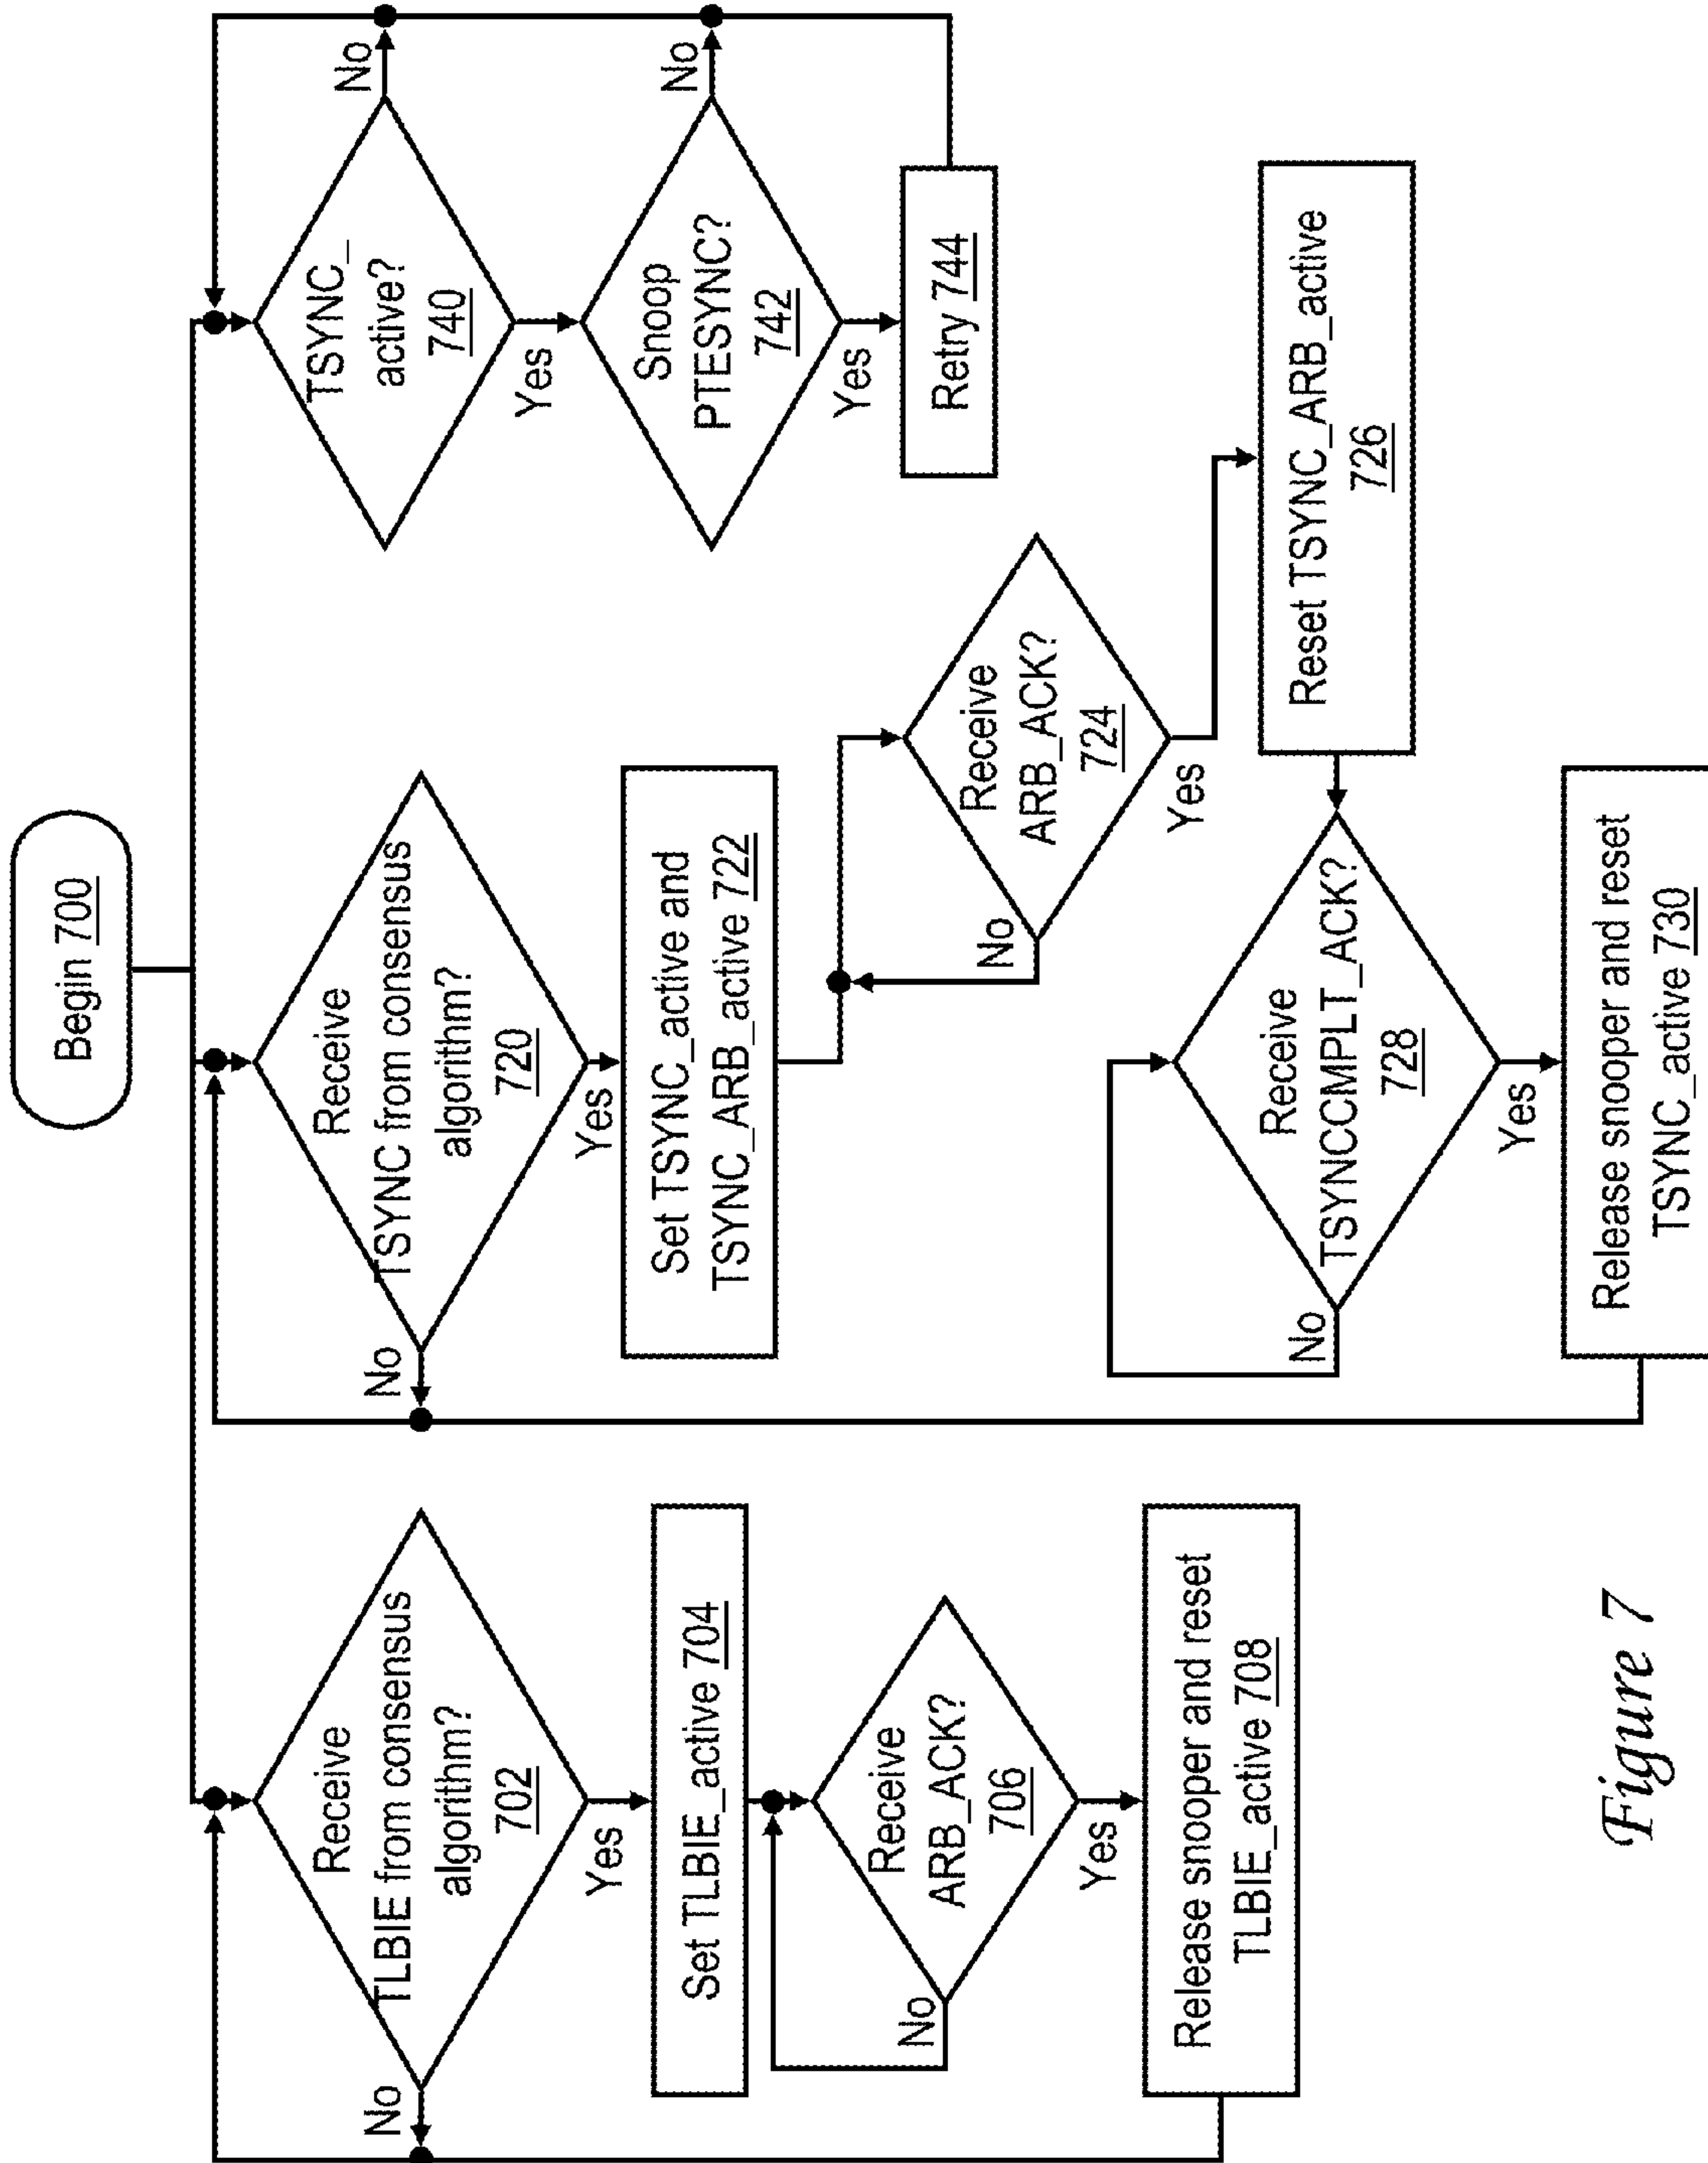 Begin 700
Receive
TLBIE from consensus
algorithm?
702
No
Yes
Set TLBIE_active 704
Receive
ARB_ACK?
706
No
Yes
Release snooper and reset
TLBIE_active 708
Receive
TSYNC from consensus
algorithm?
720
No
Yes
Set TSYNC_active and
TSYNC_ARB_active 722
Receive
ARB_ACK?
724
No
Yes
Reset TSYNC_ARB_active
726
Receive
TSYNCCMPLT_ACK?
728
No
Yes
Release snooper and reset
TSYNC_active 730
TSYNC_
active?
740
No
Yes
Snoop
PTESYNC?
742
No
Yes
Retry 744
Figure 7